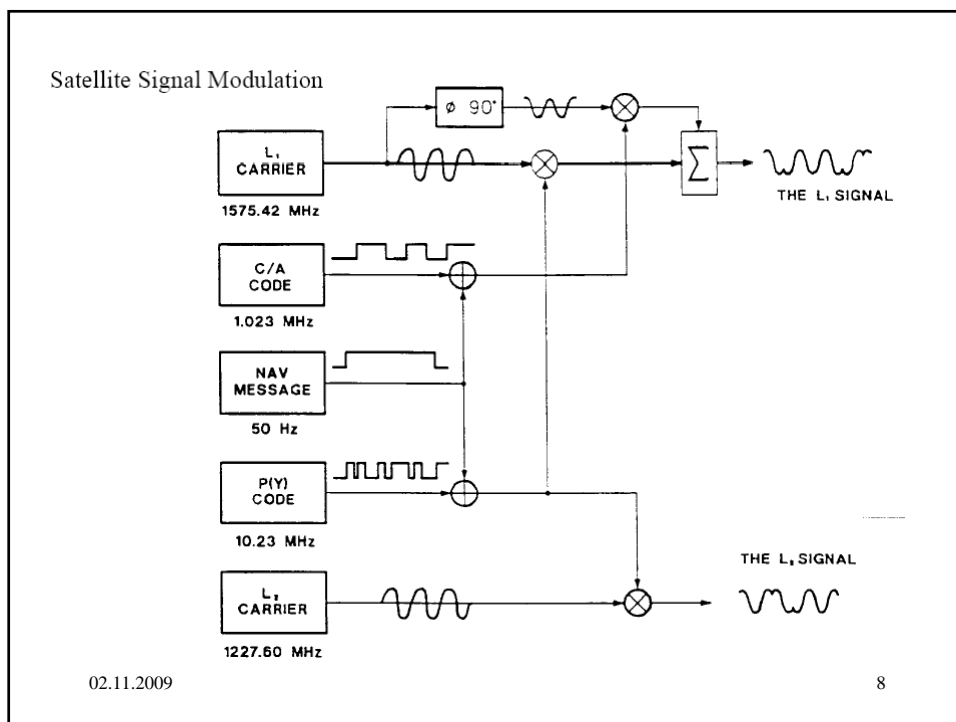 Satellite Signal Modulation
ø 90°
L₁
CARRIER
1575.42 MHz
Σ
THE L₁ SIGNAL
C/A
CODE
1.023 MHz
NAV
MESSAGE
50 Hz
P(Y)
CODE
10.23 MHz
THE L₂ SIGNAL
L₂
CARRIER
1227.60 MHz
02.11.2009
8